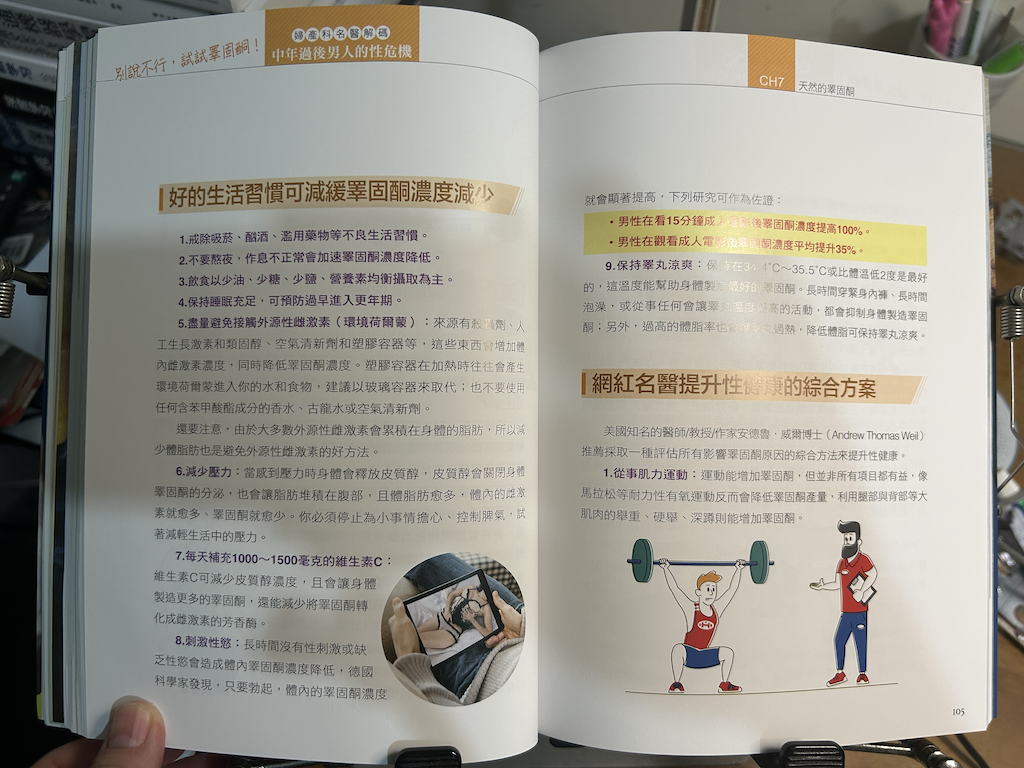 別說不行，試試睪固酮！
婦產科名醫解碼
中年過後男人的性危機
好的生活習慣可減緩睪固酮濃度減少
1.戒除吸菸、酗酒、濫用藥物等不良生活習慣。
2.不要熬夜，作息不正常會加速睪固酮濃度降低。
3.飲食以少油、少糖、少鹽、營養素均衡攝取為主。
4.保持睡眠充足，可預防過早進入更年期。
5.盡量避免接觸外源性雌激素（環境荷爾蒙）：來源有殺蟲劑、人
工生長激素和類固醇、空氣清新劑和塑膠容器等，這些東西會增加體
內雌激素濃度，同時降低睪固酮濃度。塑膠容器在加熱時往往會產生
環境荷爾蒙進入你的水和食物，建議以玻璃容器來取代；也不要使用
任何含苯甲酸酯成分的香水、古龍水或空氣清新劑。
還要注意，由於大多數外源性雌激素會累積在身體的脂肪，所以減
少體脂肪也是避免外源性雌激素的好方法。
6.減少壓力：當感到壓力時身體會釋放皮質醇，皮質醇會關閉身體
睪固酮的分泌，也會讓脂肪堆積在腹部，且體脂肪愈多，體內的雌激
素就愈多、睪固酮就愈少。你必須停止為小事情擔心、控制脾氣，試
著減輕生活中的壓力。
7.每天補充1000～1500毫克的維生素C：
維生素C可減少皮質醇濃度，且會讓身體
製造更多的睪固酮，還能減少將睪固酮轉
化成雌激素的芳香酶。
8.刺激性慾：長時間沒有性刺激或缺
乏性慾會造成體內睪固酮濃度降低，德國
科學家發現，只要勃起，體內的睪固酮濃度
CH7
天然的睪固酮
就會顯著提高，下列研究可作為佐證：
•男性在看15分鐘成人電影後睪固酮濃度提高100%。
•男性在觀看成人電影後睪固酮濃度平均提升35%。
9.保持睪丸涼爽：保持在34.4˚C～35.5˚C或比體溫低2度是最好
的，這溫度能幫助身體製造最好的睪固酮。長時間穿緊身內褲、長時間
泡澡，或從事任何會讓睪丸溫度升高的活動，都會抑制身體製造睪固
酮；另外，過高的體脂率也會使睪丸過熱，降低體脂可保持睪丸涼爽。
網紅名醫提升性健康的綜合方案
美國知名的醫師/教授/作家安德魯．威爾博士（Andrew Thomas Weil）
推薦採取一種評估所有影響睪固酮原因的綜合方法來提升性健康。
1.從事肌力運動：運動能增加睪固酮，但並非所有項目都有益，像
馬拉松等耐力性有氧運動反而會降低睪固酮產量，利用腿部與背部等大
肌肉的舉重、硬舉、深蹲則能增加睪固酮。
105